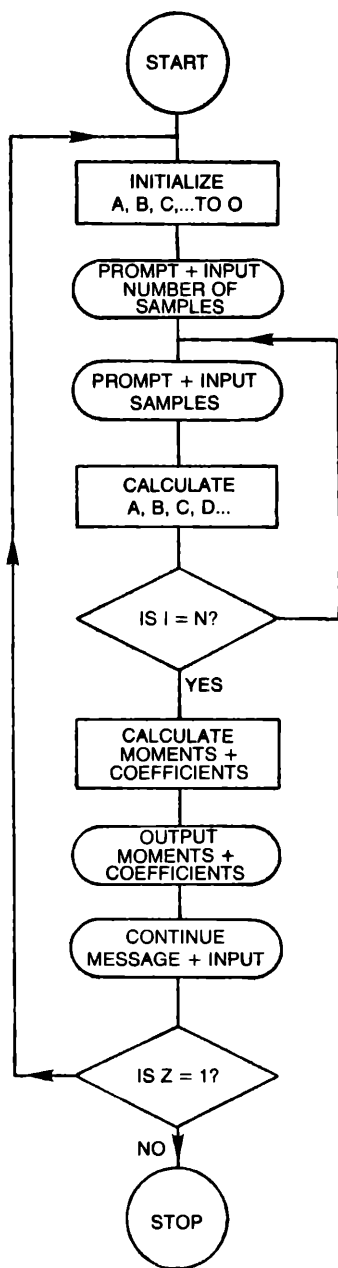 START
INITIALIZE
A, B, C,...TO O
PROMPT + INPUT
NUMBER OF
SAMPLES
PROMPT + INPUT
SAMPLES
CALCULATE
A, B, C, D...
IS I = N?
YES
CALCULATE
MOMENTS +
COEFFICIENTS
OUTPUT
MOMENTS +
COEFFICIENTS
CONTINUE
MESSAGE + INPUT
IS Z = 1?
NO
STOP